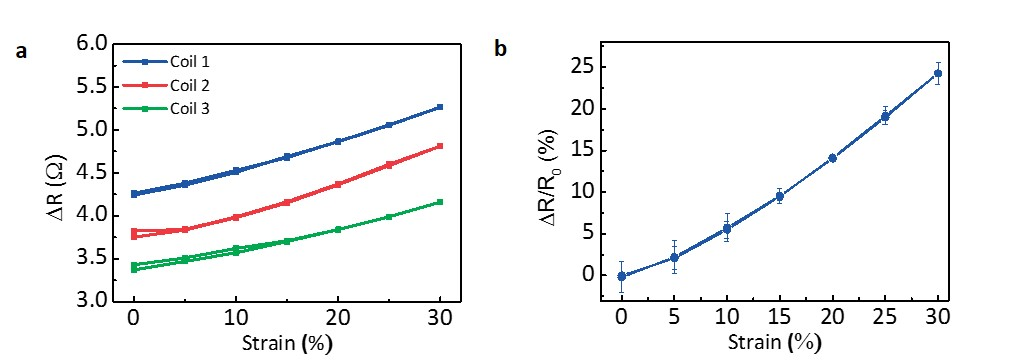 a
6.0
5.5
5.0
4.5
4.0
3.5
3.0
ΔR (Ω)
Coil 1
Coil 2
Coil 3
0 10 20 30
Strain (%)
b
25
20
15
10
5
0
ΔR/R₀ (%)
0 5 10 15 20 25 30
Strain (%)